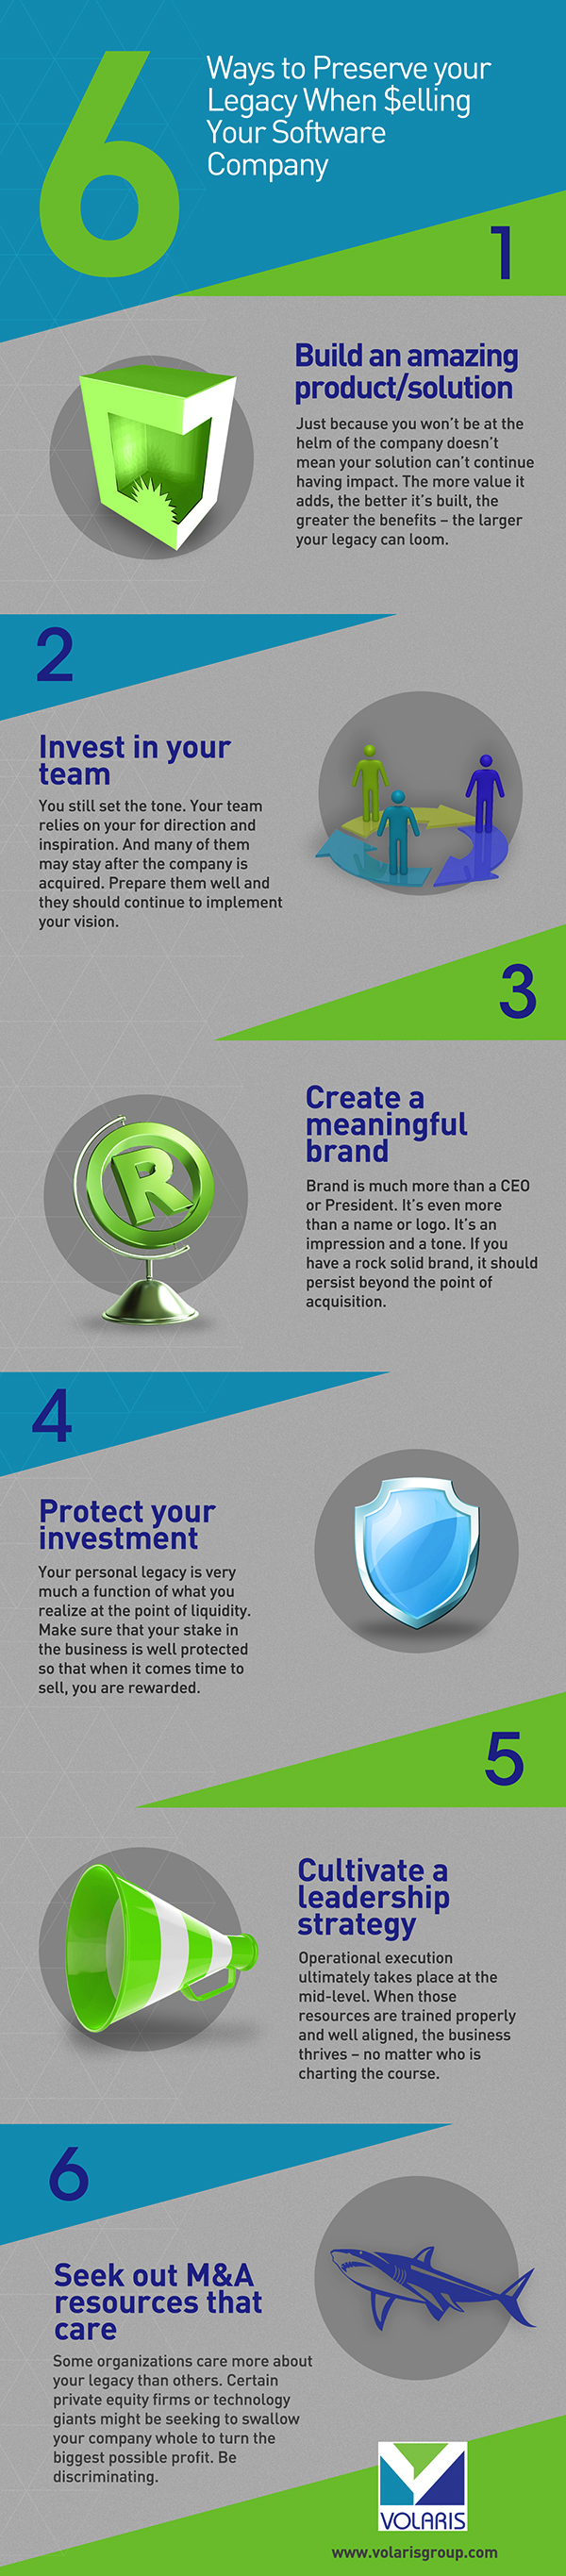 6
Ways to Preserve your
Legacy When $elling
Your Software
Company
1
Build an amazing
product/solution
Just because you won't be at the
helm of the company doesn't
mean your solution can't continue
having impact. The more value it
adds, the better it's built, the
greater the benefits – the larger
your legacy can loom.
2
Invest in your
team
You still set the tone. Your team
relies on your for direction and
inspiration. And many of them
may stay after the company is
acquired. Prepare them well and
they should continue to implement
your vision.
3
R
Create a
meaningful
brand
Brand is much more than a CEO
or President. It's even more
than a name or logo. It's an
impression and a tone. If you
have a rock solid brand, it should
persist beyond the point of
acquisition.
4
Protect your
investment
Your personal legacy is very
much a function of what you
realize at the point of liquidity.
Make sure that your stake in
the business is well protected
so that when it comes time to
sell, you are rewarded.
5
Cultivate a
leadership
strategy
Operational execution
ultimately takes place at the
mid-level. When those
resources are trained properly
and well aligned, the business
thrives – no matter who is
charting the course.
6
Seek out M&A
resources that
care
Some organizations care more about
your legacy than others. Certain
private equity firms or technology
giants might be seeking to swallow
your company whole to turn the
biggest possible profit. Be
discriminating.
VOLARIS
www.volarisgroup.com